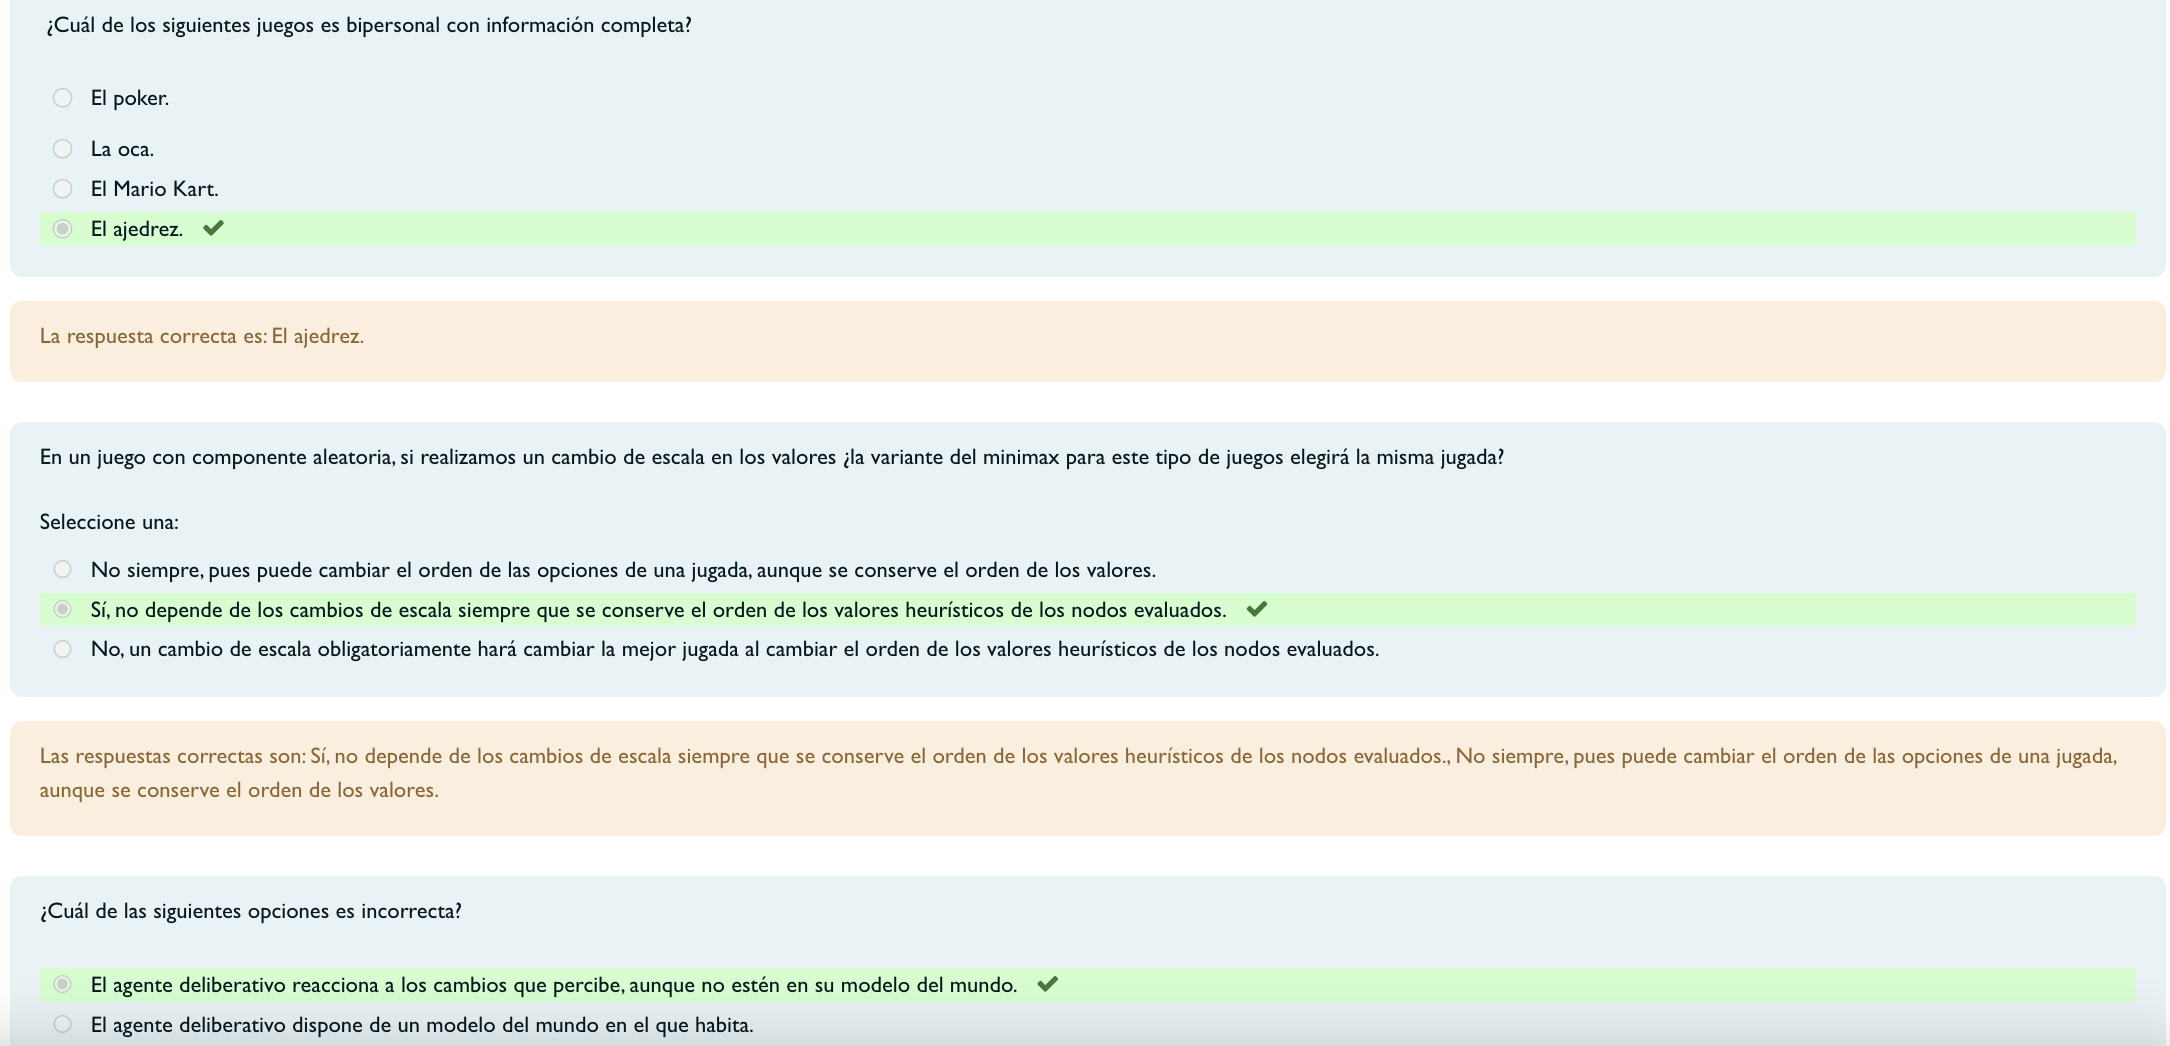 ¿Cuál de los siguientes juegos es bipersonal con información completa?
El poker.
La oca.
El Mario Kart.
El ajedrez.
La respuesta correcta es: El ajedrez.
En un juego con componente aleatoria, si realizamos un cambio de escala en los valores ¿la variante del minimax para este tipo de juegos elegirá la misma jugada?
Seleccione una:
No siempre, pues puede cambiar el orden de las opciones de una jugada, aunque se conserve el orden de los valores.
Sí, no depende de los cambios de escala siempre que se conserve el orden de los valores heurísticos de los nodos evaluados.
No, un cambio de escala obligatoriamente hará cambiar la mejor jugada al cambiar el orden de los valores heurísticos de los nodos evaluados.
Las respuestas correctas son: Sí, no depende de los cambios de escala siempre que se conserve el orden de los valores heurísticos de los nodos evaluados., No siempre, pues puede cambiar el orden de las opciones de una jugada,
aunque se conserve el orden de los valores.
¿Cuál de las siguientes opciones es incorrecta?
El agente deliberativo reacciona a los cambios que percibe, aunque no estén en su modelo del mundo.
El agente deliberativo dispone de un modelo del mundo en el que habita.